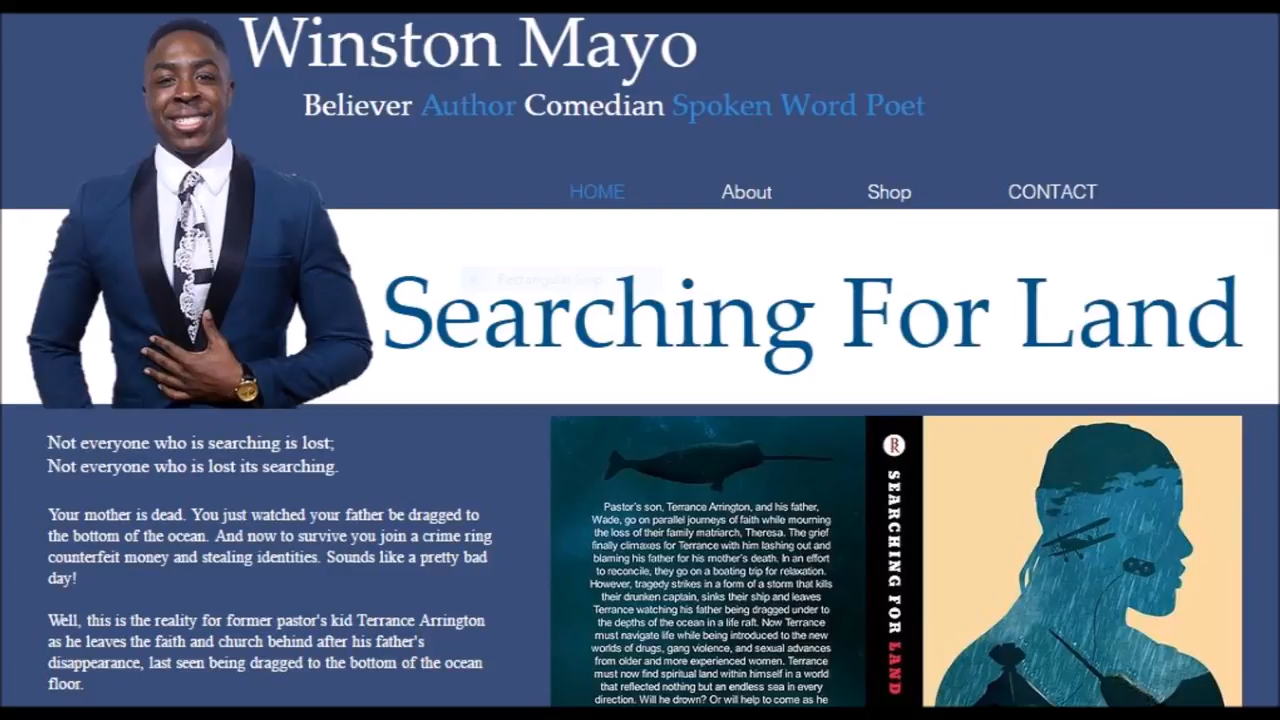 Winston Mayo
Believer Author Comedian Spoken Word Poet
HOME About Shop CONTACT
Searching For Land
Not everyone who is searching is lost;
Not everyone who is lost its searching.
Your mother is dead. You just watched your father be dragged to
the bottom of the ocean. And now to survive you join a crime ring
counterfeit money and stealing identities. Sounds like a pretty bad
day!
Well, this is the reality for former pastor's kid Terrance Arrington
as he leaves the faith and church behind after his father's
disappearance, last seen being dragged to the bottom of the ocean
floor.
Pastor's son, Terrance Arrington, and his father,
Wade, go on parallel journeys of faith while mourning
the loss of their family matriarch, Theresa. The grief
finally climaxes for Terrance with him lashing out and
blaming his father for his mother's death. In an effort
to reconcile, they go on a boating trip for relaxation.
However, tragedy strikes in a form of a storm that kills
their drunken captain, sinks their ship and leaves
Terrance watching his father being dragged under to
the depths of the ocean in a life raft. Now Terrance
must navigate life while being introduced to the new
worlds of drugs, gang violence, and sexual advances
from older and more experienced women. Terrance
must now find spiritual land within himself in a world
that reflected nothing but an endless sea in every
direction. Will he drown? Or will help to come as he
SEARCHING FOR LAND